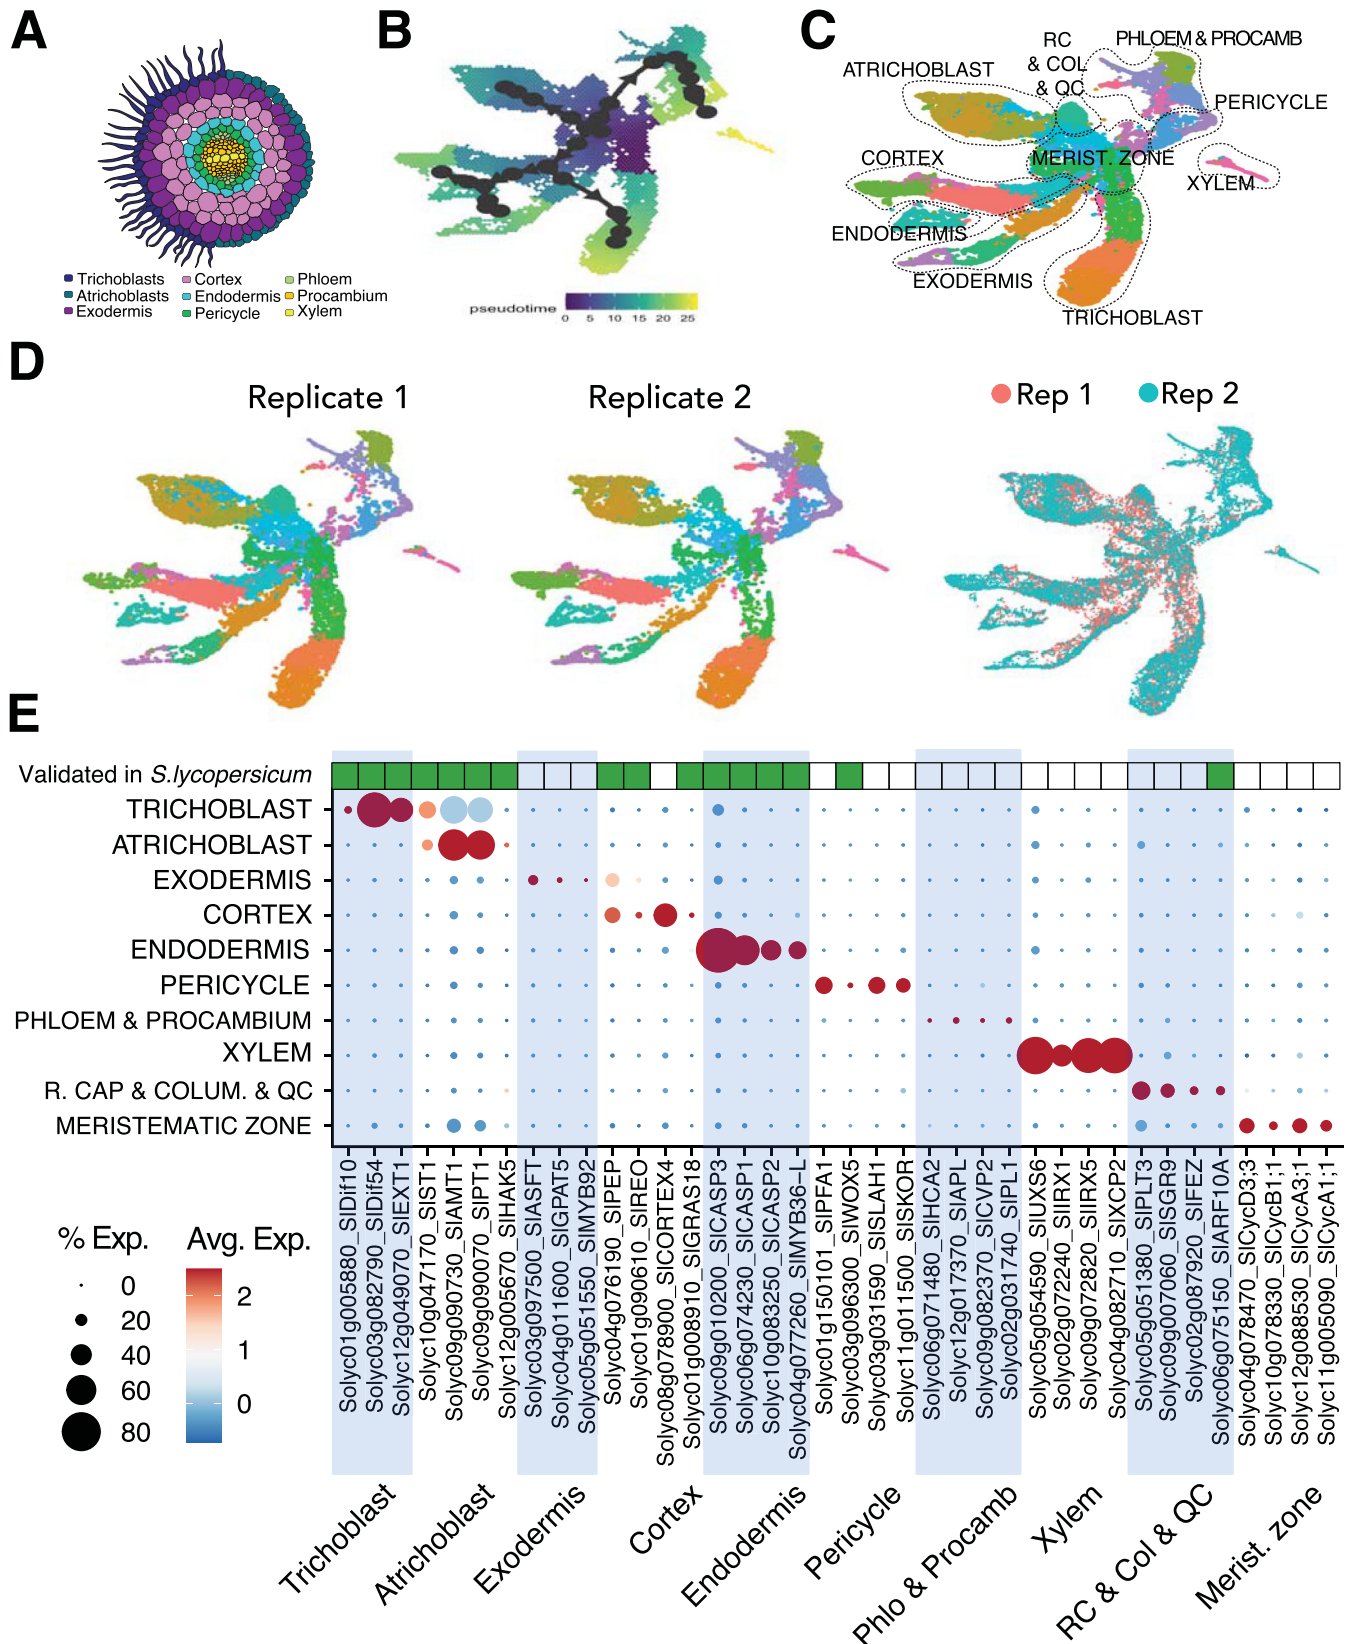 A
Trichoblasts
Atrichoblasts
Exodermis
Cortex
Endodermis
Pericycle
Phloem
Procambium
Xylem
B
pseudotime
0 5 10 15 20 25
C
ATRICHOBLAST
RC
& COL
& QC
PHLOEM & PROCAMB
PERICYCLE
CORTEX
MERIST. ZONE
XYLEM
ENDODERMIS
EXODERMIS
TRICHOBLAST
D
Replicate 1
Replicate 2
Rep 1
Rep 2
E
Validated in S.lycopersicum
TRICHOBLAST
ATRICHOBLAST
EXODERMIS
CORTEX
ENDODERMIS
PERICYCLE
PHLOEM & PROCAMBIUM
XYLEM
R. CAP & COLUM. & QC
MERISTEMATIC ZONE
% Exp.
0
20
40
60
80
Avg. Exp.
2
1
0
Solyc01g005880_SlDif10
Solyc03g082790_SlDif54
Solyc12g049070_SlEXT1
Solyc10g047170_SlST1
Solyc09g090730_SlAMT1
Solyc09g090070_SlPT1
Solyc12g005670_SlHAK5
Solyc03g097500_SlASFT
Solyc04g011600_SlGPAT5
Solyc05g051550_SlMYB92
Solyc04g076190_SlPEP
Solyc01g090610_SlREO
Solyc08g078900_SlCORTEX4
Solyc01g008910_SlGRAS18
Solyc09g010200_SlCASP3
Solyc06g074230_SlCASP1
Solyc10g083250_SlCASP2
Solyc04g077260_SlMYB36-L
Solyc01g150101_SlPFA1
Solyc03g096300_SlWOX5
Solyc03g031590_SlSLAH1
Solyc11g011500_SlSKOR
Solyc06g071480_SlHCA2
Solyc12g017370_SlAPL
Solyc09g082370_SlCVP2
Solyc02g031740_SlPL1
Solyc05g054590_SlUXS6
Solyc02g072240_SlIRX1
Solyc09g072820_SlIRX5
Solyc04g082710_SlXCP2
Solyc05g051380_SlPLT3
Solyc09g007060_SlSGR9
Solyc02g087920_SlFEZ
Solyc06g075150_SlARF10A
Solyc04g078470_SlCycD3;3
Solyc10g078330_SlCycB1;1
Solyc12g088530_SlCycA3;1
Solyc11g005090_SlCycA1;1
Trichoblast
Atrichoblast
Exodermis
Cortex
Endodermis
Pericycle
Phlo & Procamb
Xylem
RC & Col & QC
Merist. zone